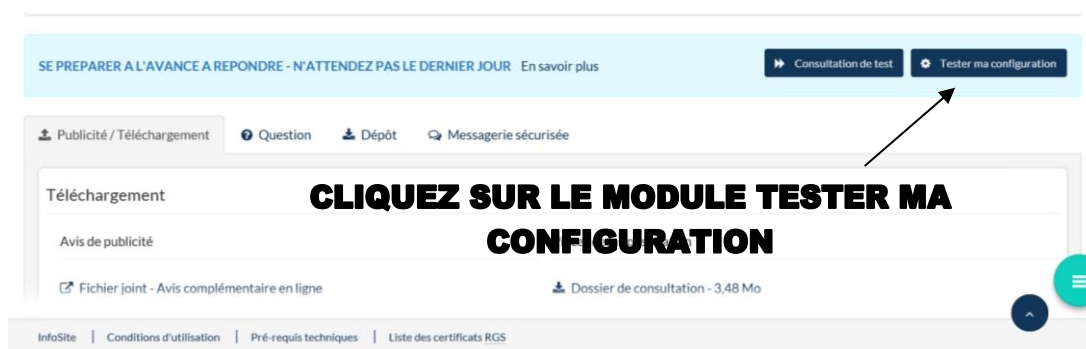 SE PREPARER A L'AVANCE A REPONDRE - N'ATTENDEZ PAS LE DERNIER JOUR En savoir plus
Consultation de test
Tester ma configuration
Publicité / Téléchargement
Question
Dépôt
Messagerie sécurisée
Téléchargement
CLIQUEZ SUR LE MODULE TESTER MA
CONFIGURATION
Avis de publicité
Fichier joint - Avis complémentaire en ligne
Dossier de consultation - 3,48 Mo
InfoSite | Conditions d'utilisation | Pré-requis techniques | Liste des certificats RGS